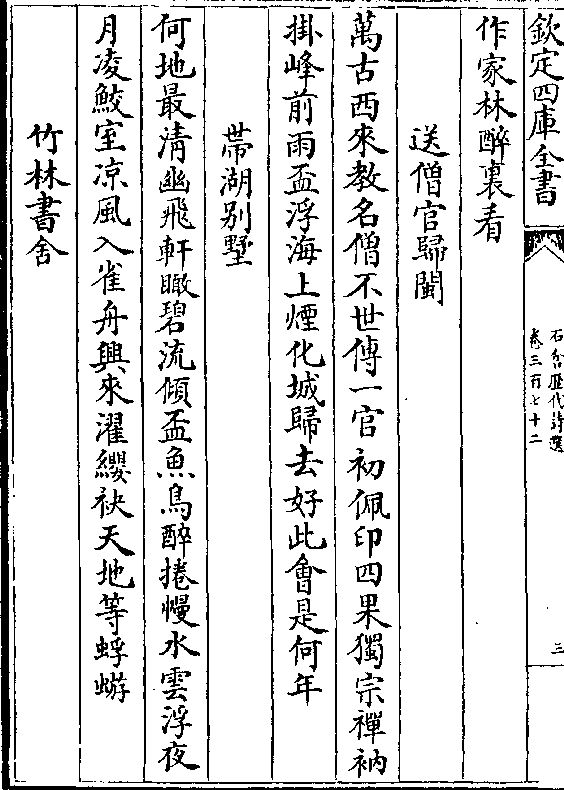 欽定四庫全書
石倉歷代詩選
卷三百七十二
三
作家林醉裏看
送僧官歸閩
萬古西來教名僧不世傳一官初佩印四果獨宗禪衲
掛峰前雨盃浮海上煙化城歸去好此會是何年
帶湖别墅
何地最清幽飛軒瞰碧流傾盃魚鳥醉捲幔水雲浮夜
月凌鮫室凉風入雀舟興來濯纓袂天地等蜉蝣
竹林書舍